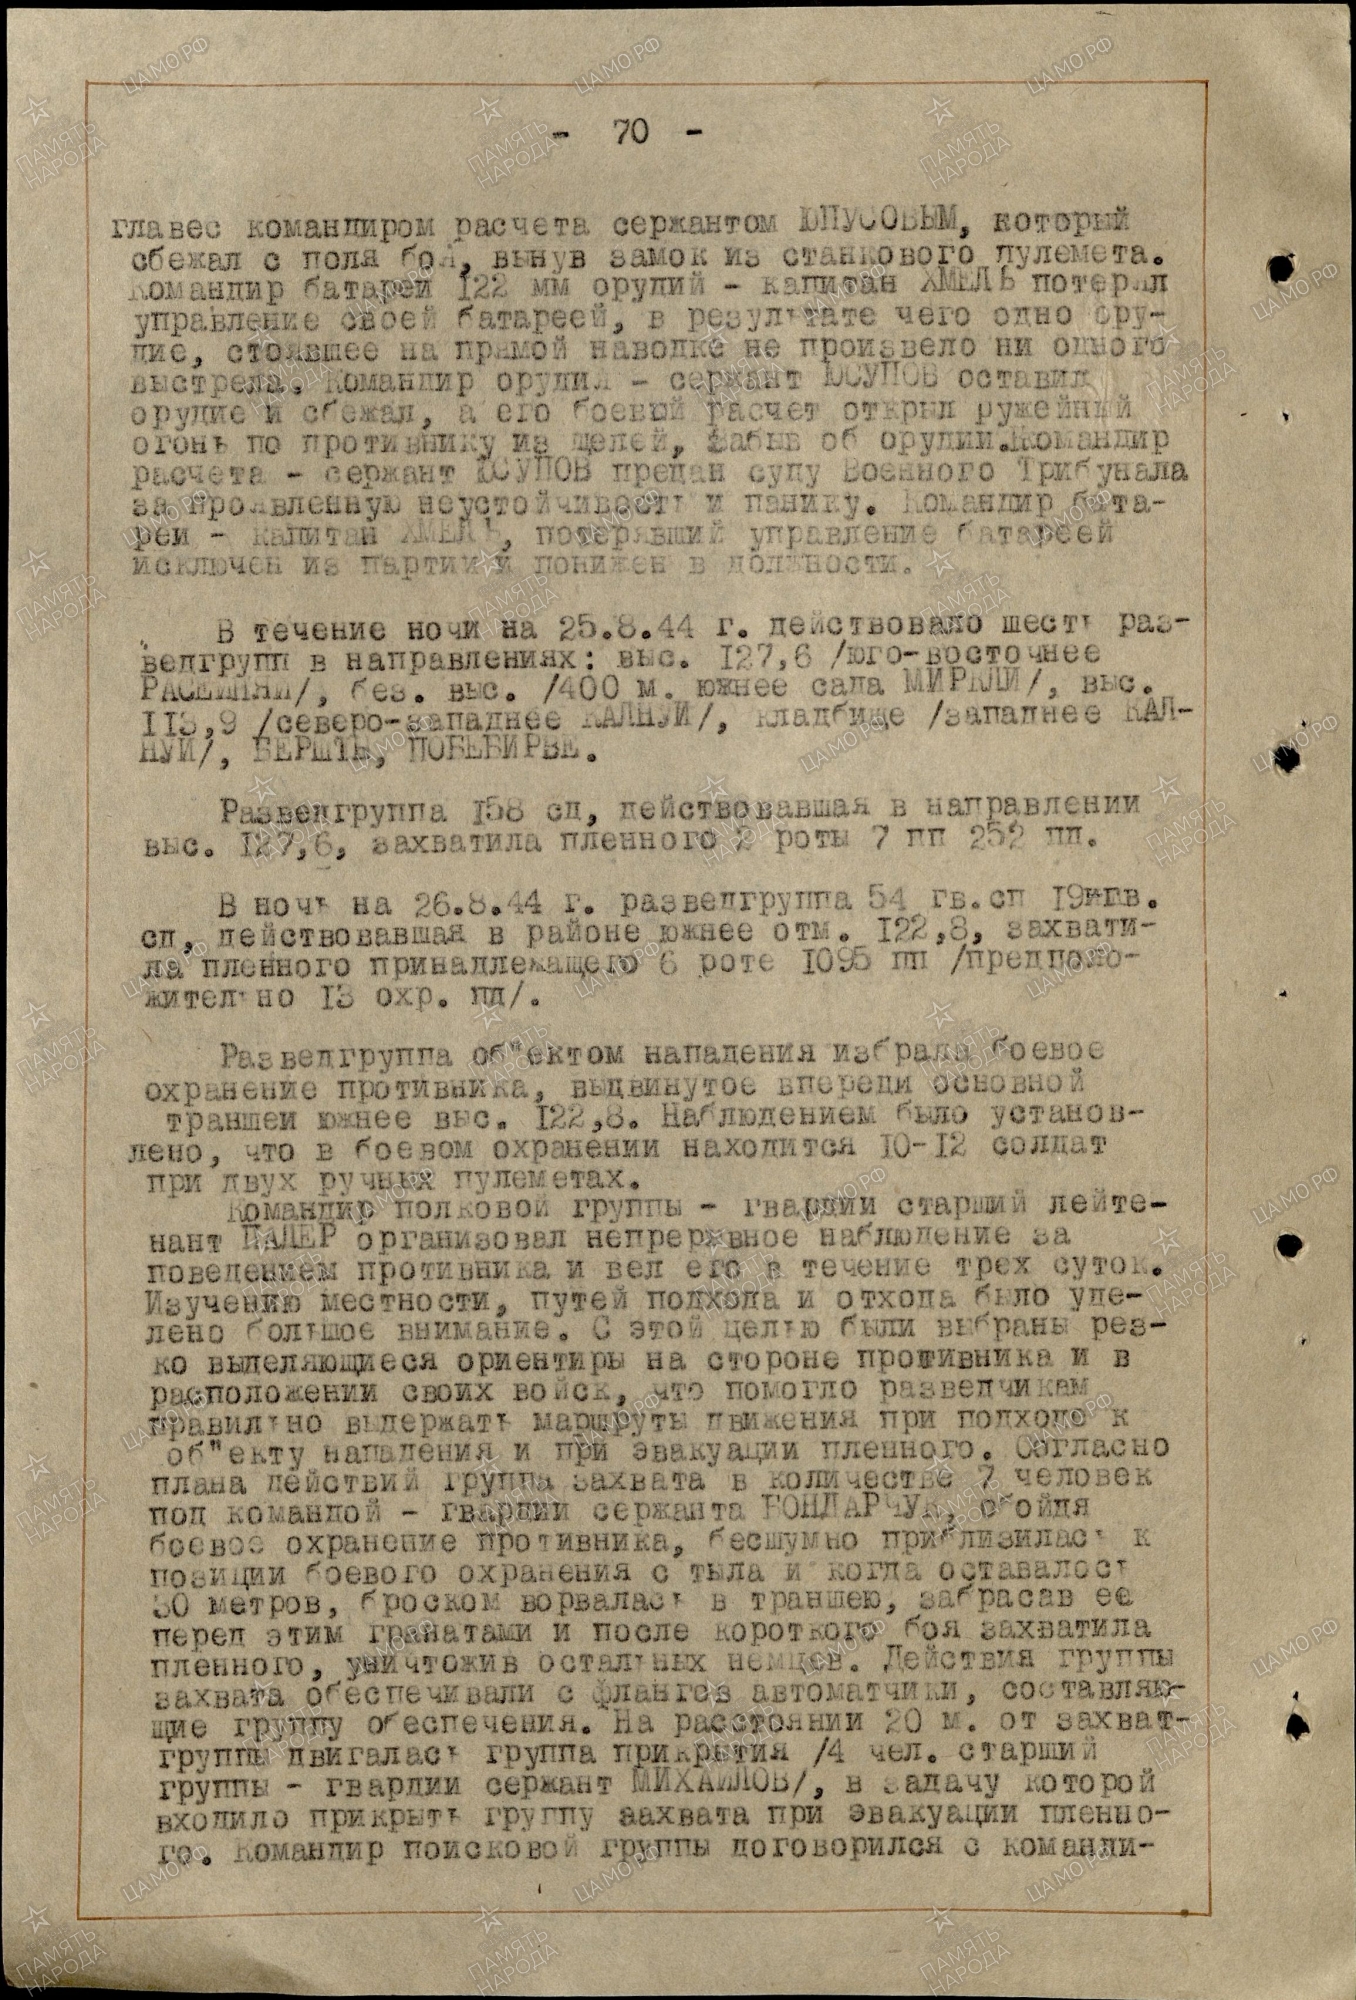 - 70 -
главес командиром расчета сержантом ЮПУСОВЫМ, который
сбежал с поля боя, вынув замок из станкового пулемета.
Командир батареи 122 мм орудий - капитан ХМЕЛЬ потерял
управление своей батареей, в результате чего одно ору-
дие, стоявшее на прямой наводке не произвело ни одного
выстрела. Командир орудия - сержант ЮСУПОВ оставил
орудие и сбежал, а его боевый расчет открыл ружейный
огонь по противнику из щелей, забыв об орудии.Командир
расчета - сержант ЮСУПОВ предан суду Военного Трибунала
за проявленную неустойчивость и панику. Командир бата-
реи - капитан ХМЕЛЬ, потерявший управление батареей
исключен из партии и понижен в должности.
В течение ночи на 25.8.44 г. действовало шесть раз-
ведгрупп в направлениях: выс. 127,6 /юго-восточнее
/, без. выс. /400 м. южнее сада МИРКЛИ/, выс.
113,9 /северо-западнее КАЛНУЙ/, кладбище /западнее КАЛ-
НУЙ/, БЕРШТЬ, ПОБЕБИРЬЕ.
Разведгруппа 158 сд, действовавшая в направлении
выс. 127,6, захватила пленного 2 роты 7 пп 252 пд.
В ночь на 26.8.44 г. разведгруппа 54 гв.сп 19 гв.
сд, действовавшая в районе южнее отм. 122,8, захвати-
ла пленного принадлежащего 6 роте 1095 пп /предполо-
жительно 13 охр. пд/.
Разведгруппа об"ектом нападения избрала боевое
охранение противника, выдвинутое впереди основной
траншеи южнее выс. 122,8. Наблюдением было установ-
лено, что в боевом охранении находится 10-12 солдат
при двух ручных пулеметах.
Командир полковой группы - гвардии старший лейте-
нант ПАДЕР организовал непрерывное наблюдение за
поведением противника и вел его в течение трех суток.
Изучению местности, путей подхода и отхода было уде-
лено большое внимание. С этой целью были выбраны рез-
ко выделяющиеся ориентиры на стороне противника и в
расположении своих войск, что помогло разведчикам
правильно выдержать маршруты движения при подходе к
об"екту нападения и при эвакуации пленного. Согласно
плана действий группа захвата в количестве 7 человек
под командой - гвардии сержанта БОНДАРЧУК, обойдя
боевое охранение противника, бесшумно приблизилась к
позиции боевого охранения с тыла и когда оставалось
30 метров, броском ворвалась в траншею, забрасав ее
перед этим гранатами и после короткого боя захватила
пленного, уничтожив остальных немцев. Действия группы
захвата обеспечивали с флангов автоматчики, составляю-
щие группу обеспечения. На расстоянии 20 м. от захват-
группы двигалась группа прикрытия /4 чел. старший
группы - гвардии сержант МИХАЙЛОВ/, в задачу которой
входило прикрыть группу аахвата при эвакуации пленно-
го. Командир поисковой группы договорился с команди-